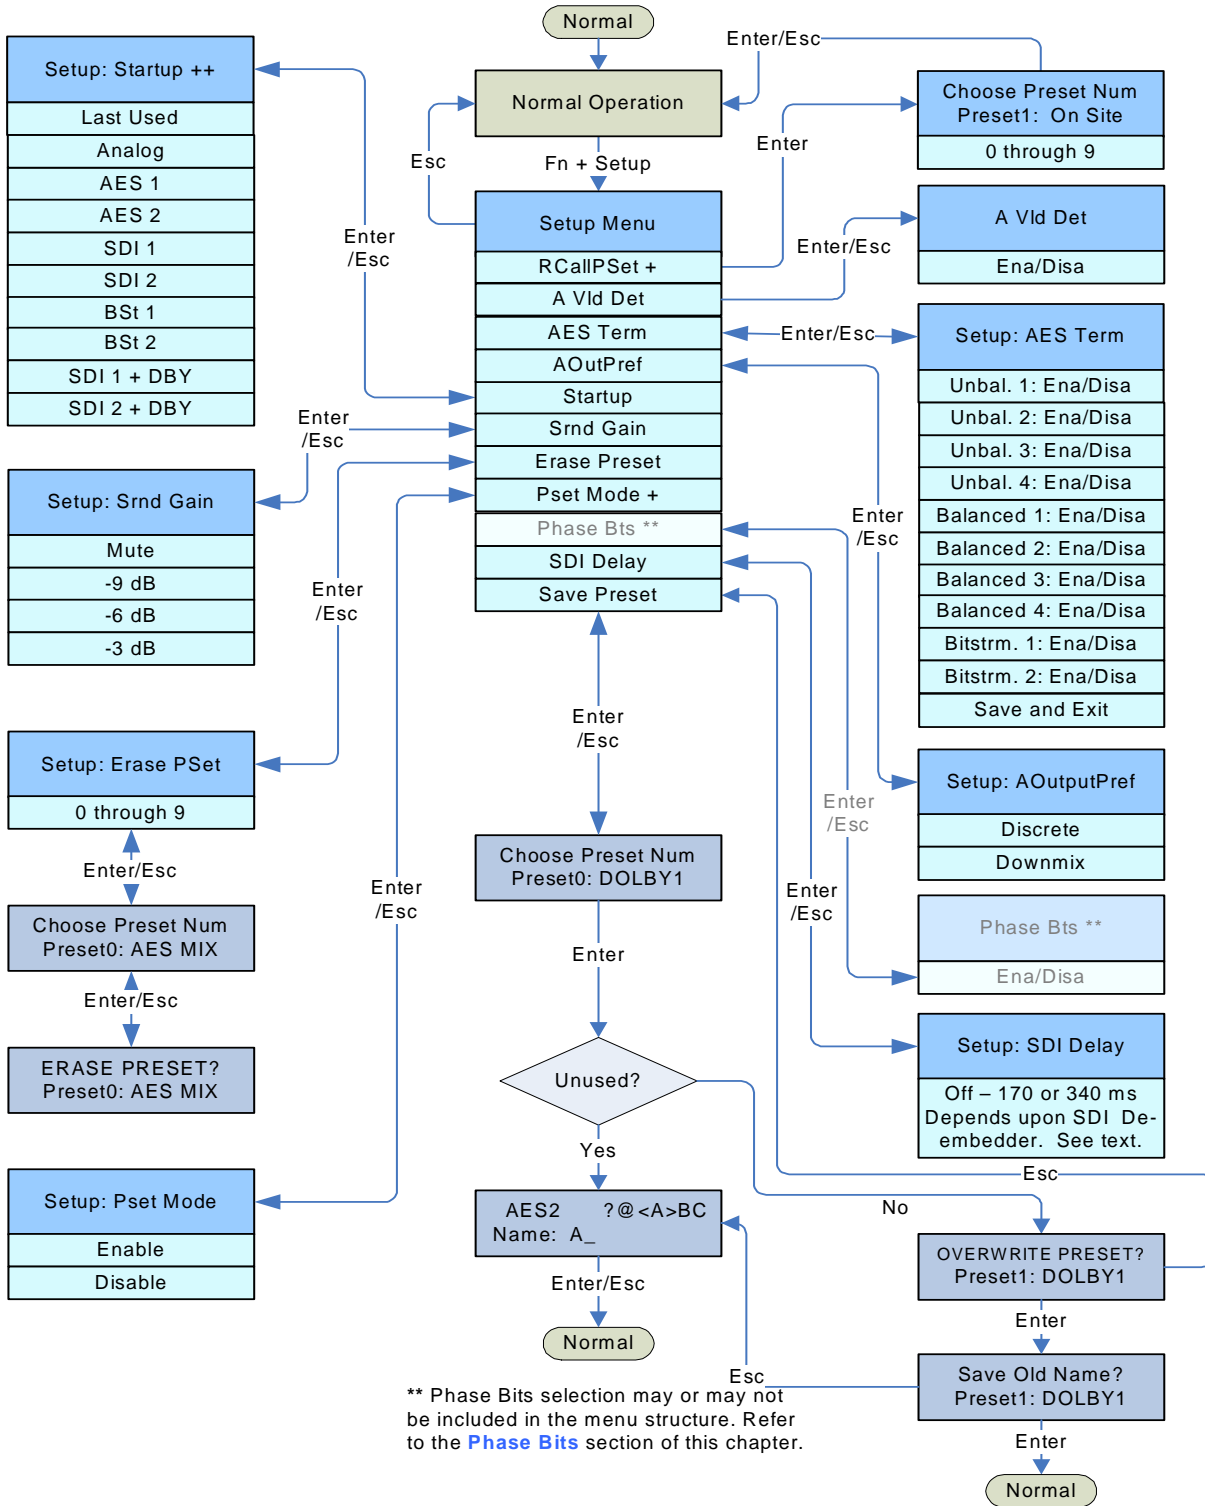 Normal
Normal Operation
Fn + Setup
Esc
Enter/Esc
Enter
Setup Menu
RCallPSet +
A Vld Det
AES Term
AOutPref
Startup
Srnd Gain
Erase Preset
Pset Mode +
Phase Bts **
SDI Delay
Save Preset
Setup: Startup ++
Last Used
Analog
AES 1
AES 2
SDI 1
SDI 2
BSt 1
BSt 2
SDI 1 + DBY
SDI 2 + DBY
Enter
/Esc
Setup: Srnd Gain
Mute
-9 dB
-6 dB
-3 dB
Enter
/Esc
Setup: Erase PSet
0 through 9
Enter
/Esc
Enter/Esc
Choose Preset Num
Preset0: AES MIX
Enter/Esc
ERASE PRESET?
Preset0: AES MIX
Setup: Pset Mode
Enable
Disable
Enter
/Esc
Choose Preset Num
Preset1: On Site
0 through 9
A Vld Det
Ena/Disa
Enter/Esc
Setup: AES Term
Unbal. 1: Ena/Disa
Unbal. 2: Ena/Disa
Unbal. 3: Ena/Disa
Unbal. 4: Ena/Disa
Balanced 1: Ena/Disa
Balanced 2: Ena/Disa
Balanced 3: Ena/Disa
Balanced 4: Ena/Disa
Bitstrm. 1: Ena/Disa
Bitstrm. 2: Ena/Disa
Save and Exit
Enter/Esc
Setup: AOutputPref
Discrete
Downmix
Enter
/Esc
Phase Bts **
Ena/Disa
Enter
/Esc
Setup: SDI Delay
Off – 170 or 340 ms
Depends upon SDI De-
embedder. See text.
Enter
/Esc
Enter
/Esc
Choose Preset Num
Preset0: DOLBY1
Enter
Unused?
Yes
No
AES2 ?@<A>BC
Name: A_
Enter/Esc
Normal
Esc
OVERWRITE PRESET?
Preset1: DOLBY1
Enter
Save Old Name?
Preset1: DOLBY1
Esc
Enter
Normal
** Phase Bits selection may or may not
be included in the menu structure. Refer
to the Phase Bits section of this chapter.